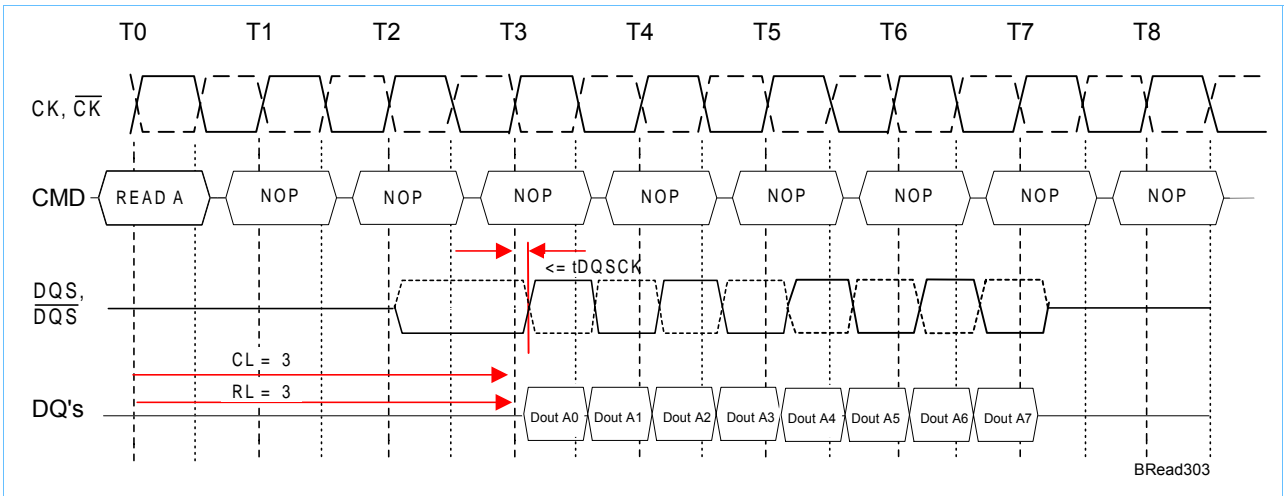 T0 T1 T2 T3 T4 T5 T6 T7 T8
CK, CK
CMD READ A NOP NOP NOP NOP NOP NOP NOP NOP
<= tDQSCK
DQS,
DQS
CL = 3
RL = 3
DQ's Dout A0 Dout A1 Dout A2 Dout A3 Dout A4 Dout A5 Dout A6 Dout A7
BRead303